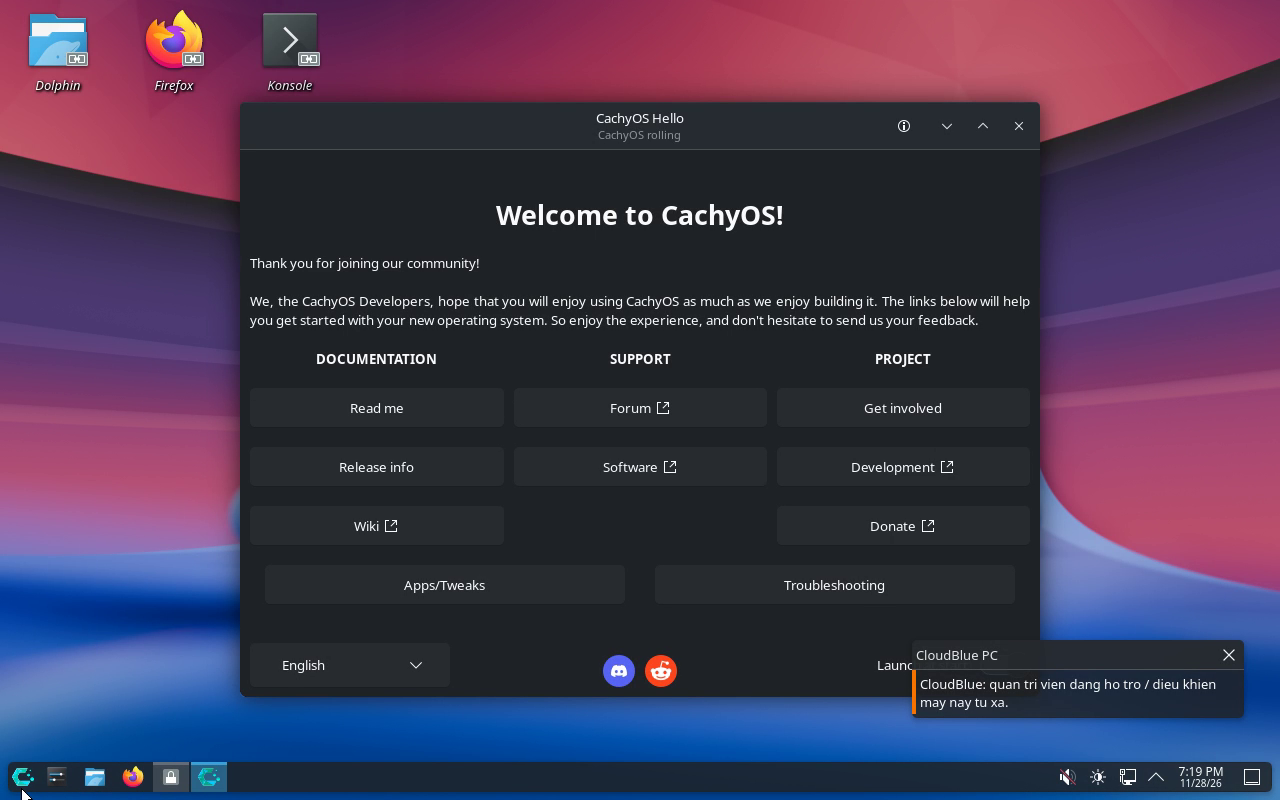 Dolphin
Firefox
Konsole
CachyOS Hello
CachyOS rolling
Welcome to CachyOS!
Thank you for joining our community!
We, the CachyOS Developers, hope that you will enjoy using CachyOS as much as we enjoy building it. The links below will help
you get started with your new operating system. So enjoy the experience, and don't hesitate to send us your feedback.
DOCUMENTATION
SUPPORT
PROJECT
Read me
Forum
Get involved
Release info
Software
Development
Wiki
Donate
Apps/Tweaks
Troubleshooting
English
CloudBlue PC
CloudBlue: quan tri vien dang ho tro / dieu khien
may nay tu xa.
7:19 PM
11/28/26